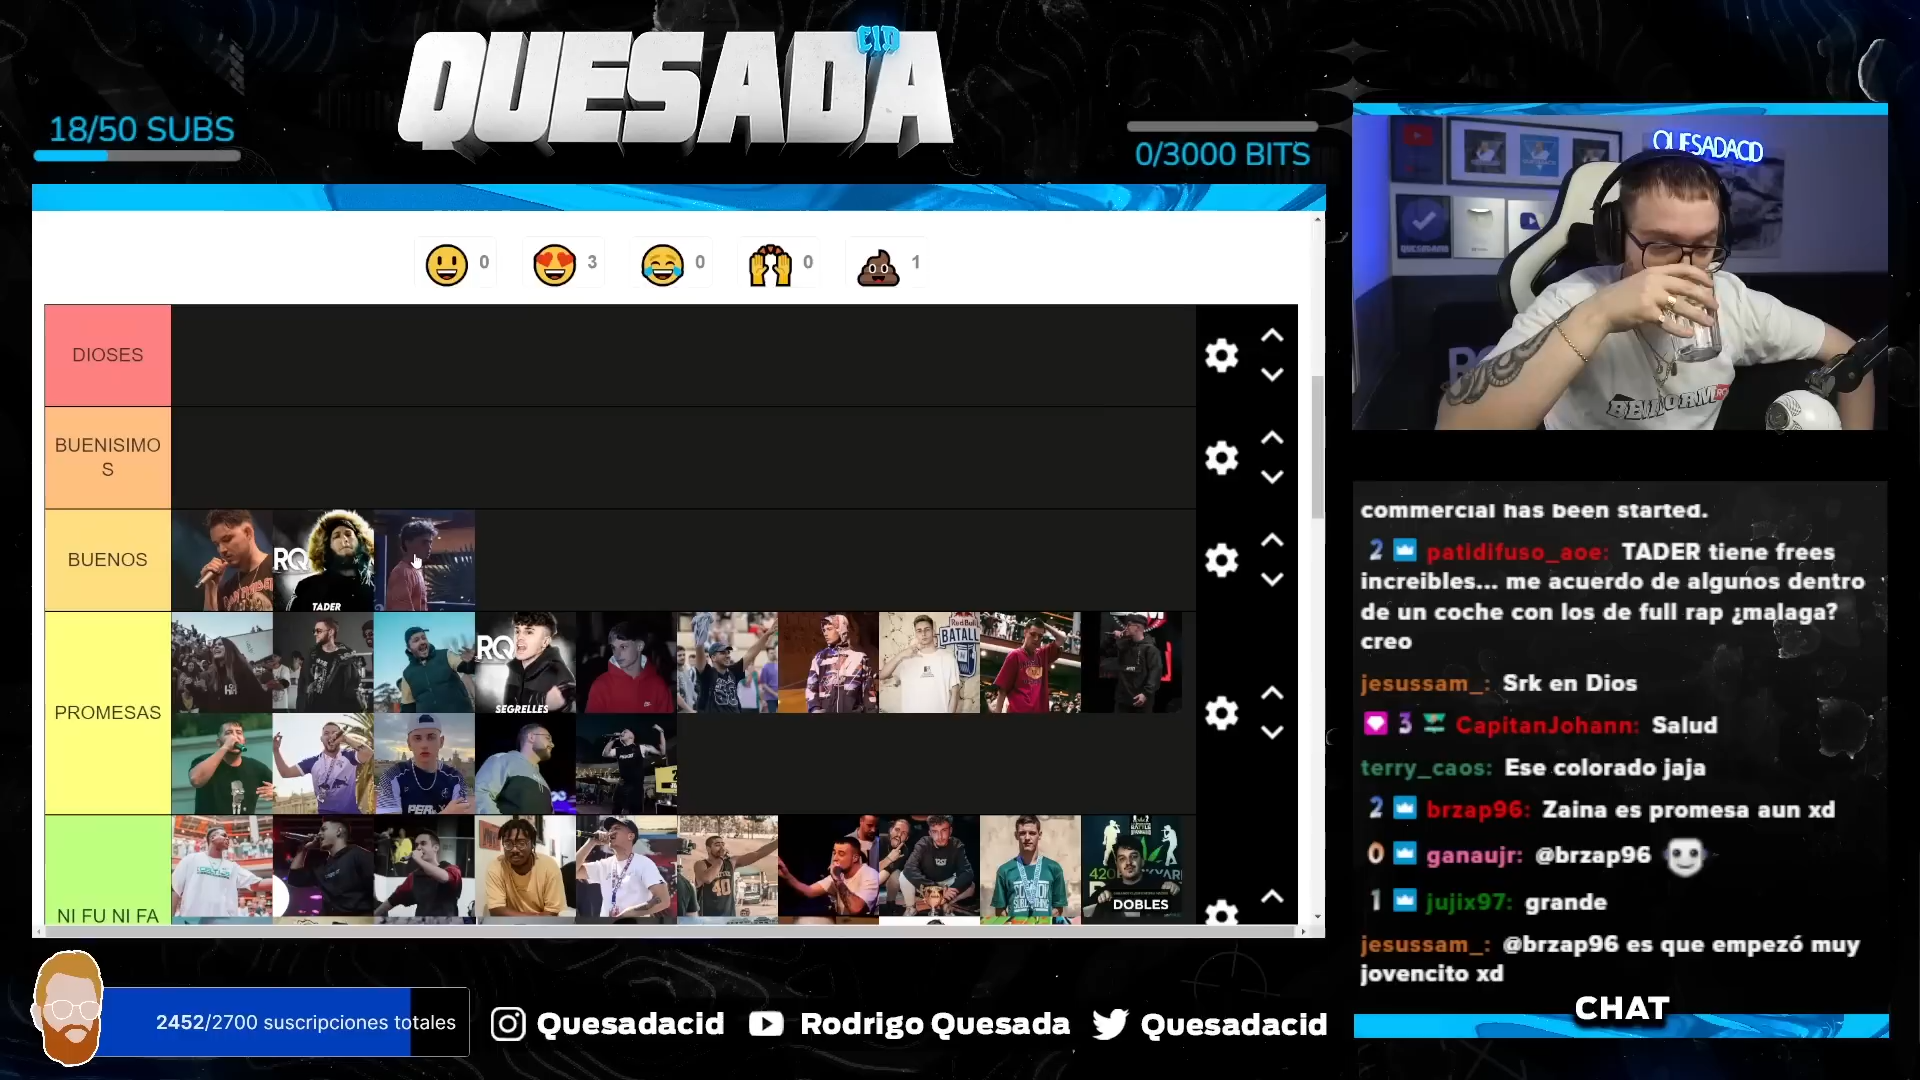 CID
QUESADA
18/50 SUBS
0/3000 BITS
QUESADACID
0
3
0
0
1
DIOSES
BUENISIMO
S
BUENOS
RQ
TADER
PROMESAS
RQ
SEGRELLES
Red Bull
BATALL
NI FU NI FA
40
420
DOBLES
commercial has been started.
2 patidifuso_aoe: TADER tiene frees
increibles... me acuerdo de algunos dentro
de un coche con los de full rap ¿malaga?
creo
jesussam_: Srk en Dios
3 CapitanJohann: Salud
terry_caos: Ese colorado jaja
2 brzap96: Zaina es promesa aun xd
0 ganaujr: @brzap96
1 jujix97: grande
jesussam_: @brzap96 es que empezó muy
jovencito xd
CHAT
2452/2700 suscripciones totales
Quesadacid
Rodrigo Quesada
Quesadacid